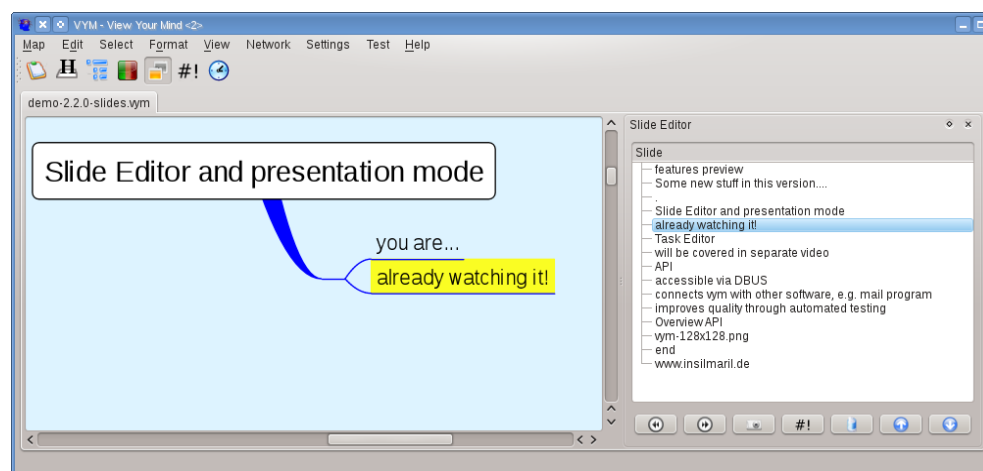 VYM - View Your Mind <2>
Map Edit Select Format View Network Settings Test Help
H #!
demo-2.2.0-slides.vym
Slide Editor and presentation mode
you are...
already watching it!
Slide Editor
Slide
features preview
Some new stuff in this version....
.
Slide Editor and presentation mode
already watching it!
Task Editor
will be covered in separate video
API
accessible via DBUS
connects vym with other software, e.g. mail program
improves quality through automated testing
Overview API
vym-128x128.png
end
www.insilmaril.de
#!